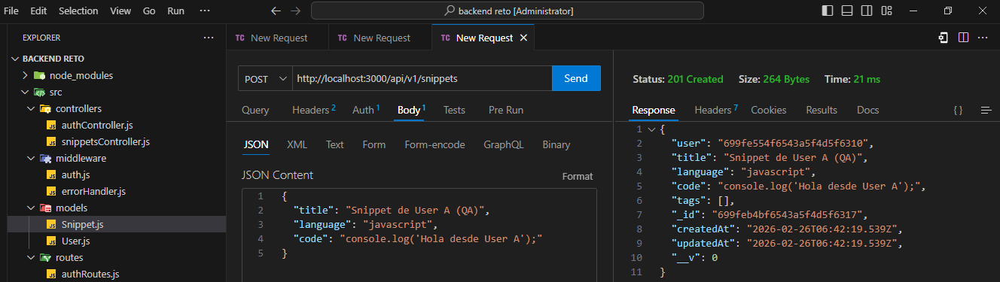 File Edit Selection View Go Run ··· backend reto [Administrator]
EXPLORER ···
BACKEND RETO
node_modules
src
controllers
authController.js
snippetsController.js
middleware
auth.js
errorHandler.js
models
Snippet.js
User.js
routes
authRoutes.js
TC New Request TC New Request TC New Request
POST http://localhost:3000/api/v1/snippets Send
Query Headers 2 Auth 1 Body 1 Tests Pre Run
JSON XML Text Form Form-encode GraphQL Binary
JSON Content Format
1 {
2 "title": "Snippet de User A (QA)",
3 "language": "javascript",
4 "code": "console.log('Hola desde User A');"
5 }
Status: 201 Created Size: 264 Bytes Time: 21 ms
Response Headers 7 Cookies Results Docs { }
1 {
2 "user": "699fe554f6543a5f4d5f6310",
3 "title": "Snippet de User A (QA)",
4 "language": "javascript",
5 "code": "console.log('Hola desde User A');",
6 "tags": [],
7 "_id": "699feb4bf6543a5f4d5f6317",
8 "createdAt": "2026-02-26T06:42:19.539Z",
9 "updatedAt": "2026-02-26T06:42:19.539Z",
10 "__v": 0
11 }